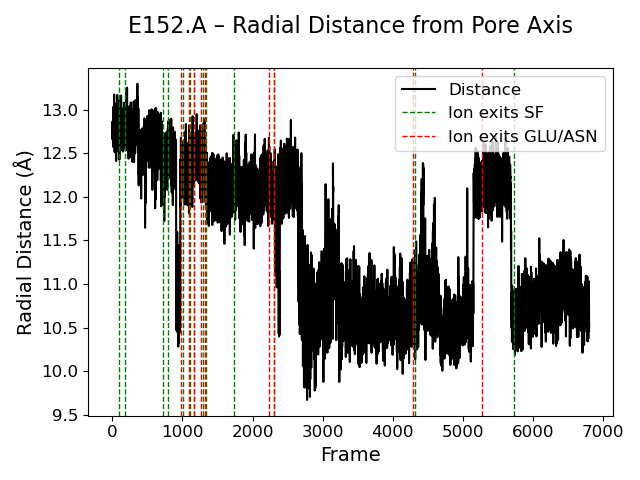 E152.A – Radial Distance from Pore Axis
Distance
Ion exits SF
Ion exits GLU/ASN
Radial Distance (Å)
13.0
12.5
12.0
11.5
11.0
10.5
10.0
9.5
0 1000 2000 3000 4000 5000 6000 7000
Frame